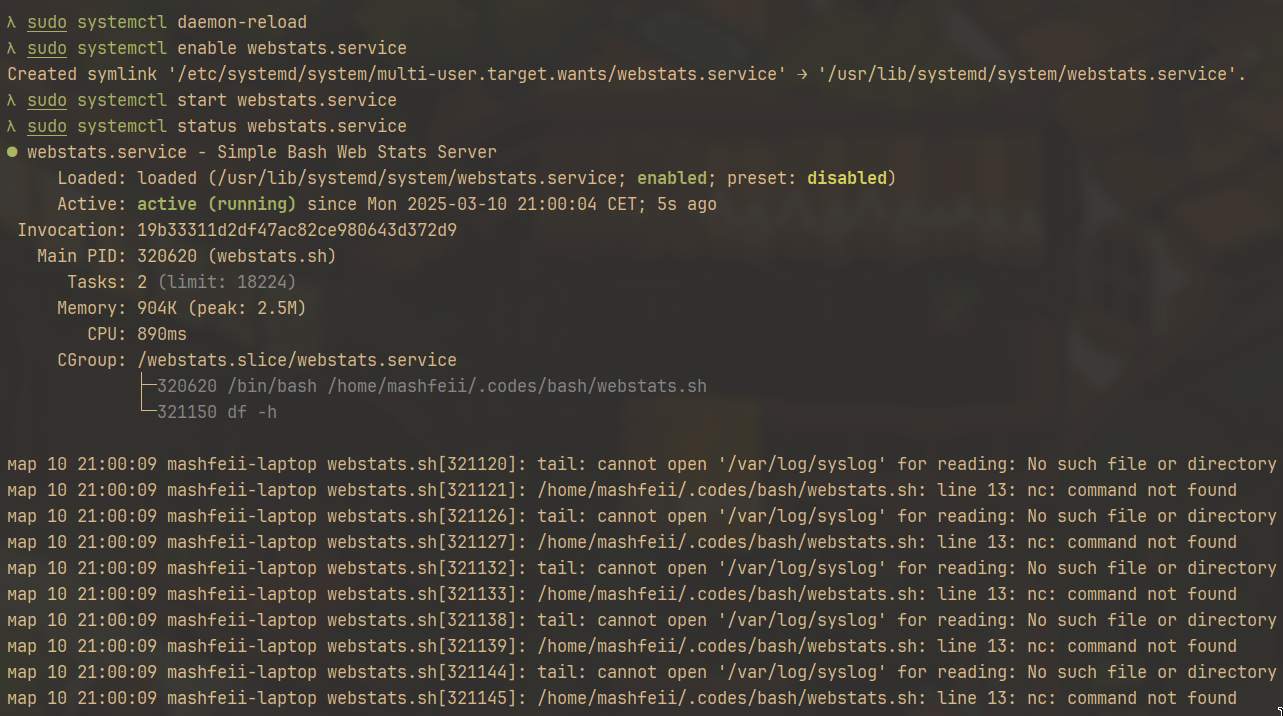 λ sudo systemctl daemon-reload
λ sudo systemctl enable webstats.service
Created symlink '/etc/systemd/system/multi-user.target.wants/webstats.service' → '/usr/lib/systemd/system/webstats.service'.
λ sudo systemctl start webstats.service
λ sudo systemctl status webstats.service
● webstats.service - Simple Bash Web Stats Server
Loaded: loaded (/usr/lib/systemd/system/webstats.service; enabled; preset: disabled)
Active: active (running) since Mon 2025-03-10 21:00:04 CET; 5s ago
Invocation: 19b33311d2df47ac82ce980643d372d9
Main PID: 320620 (webstats.sh)
Tasks: 2 (limit: 18224)
Memory: 904K (peak: 2.5M)
CPU: 890ms
CGroup: /webstats.slice/webstats.service
├─320620 /bin/bash /home/mashfeii/.codes/bash/webstats.sh
└─321150 df -h
мар 10 21:00:09 mashfeii-laptop webstats.sh[321120]: tail: cannot open '/var/log/syslog' for reading: No such file or directory
мар 10 21:00:09 mashfeii-laptop webstats.sh[321121]: /home/mashfeii/.codes/bash/webstats.sh: line 13: nc: command not found
мар 10 21:00:09 mashfeii-laptop webstats.sh[321126]: tail: cannot open '/var/log/syslog' for reading: No such file or directory
мар 10 21:00:09 mashfeii-laptop webstats.sh[321127]: /home/mashfeii/.codes/bash/webstats.sh: line 13: nc: command not found
мар 10 21:00:09 mashfeii-laptop webstats.sh[321132]: tail: cannot open '/var/log/syslog' for reading: No such file or directory
мар 10 21:00:09 mashfeii-laptop webstats.sh[321133]: /home/mashfeii/.codes/bash/webstats.sh: line 13: nc: command not found
мар 10 21:00:09 mashfeii-laptop webstats.sh[321138]: tail: cannot open '/var/log/syslog' for reading: No such file or directory
мар 10 21:00:09 mashfeii-laptop webstats.sh[321139]: /home/mashfeii/.codes/bash/webstats.sh: line 13: nc: command not found
мар 10 21:00:09 mashfeii-laptop webstats.sh[321144]: tail: cannot open '/var/log/syslog' for reading: No such file or directory
мар 10 21:00:09 mashfeii-laptop webstats.sh[321145]: /home/mashfeii/.codes/bash/webstats.sh: line 13: nc: command not found